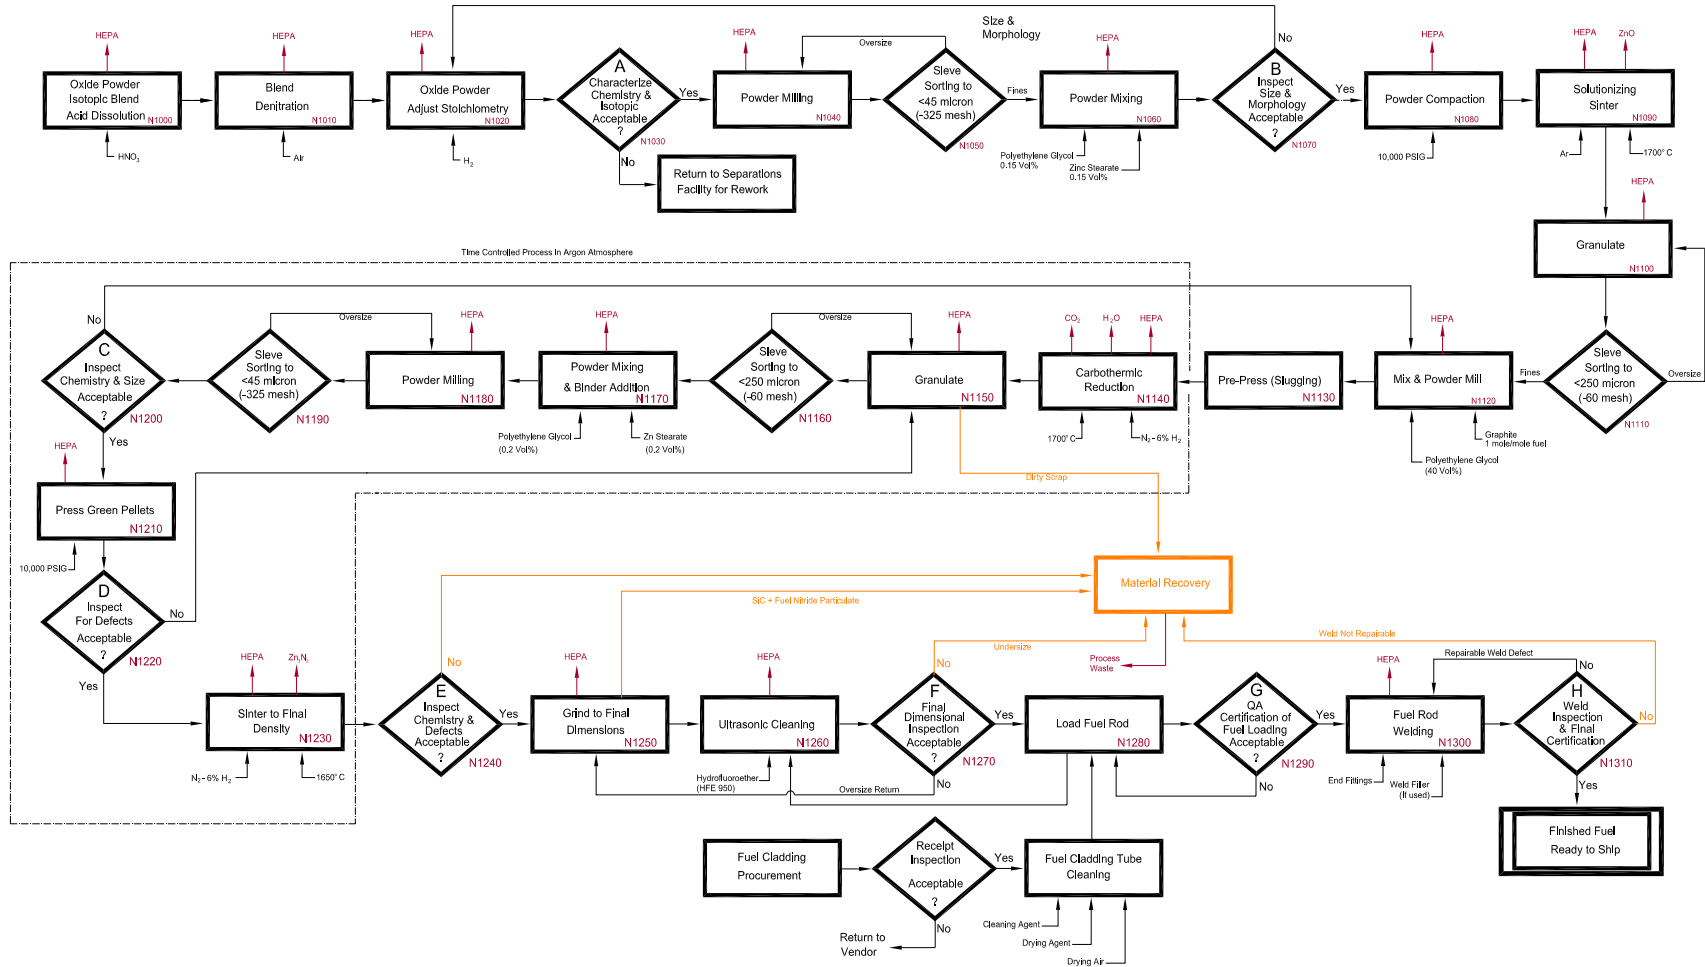 Size &
Morphology
HEPA
HEPA
HEPA
HEPA
HEPA
HEPA
HEPA
ZnO
No
Oversize
Oxide Powder
Isotopic Blend
Acid Dissolution
N1000
HNO3
Blend
Denitration
N1010
Air
Oxide Powder
Adjust Stoichiometry
N1020
H2
A
Characterize
Chemistry &
Isotopic
Acceptable
?
N1030
Yes
No
Return to Separations
Facility for Rework
Powder Milling
N1040
Sieve
Sorting to
<45 micron
(-325 mesh)
N1050
Fines
Powder Mixing
N1060
Polyethylene Glycol
0.15 Vol%
Zinc Stearate
0.15 Vol%
B
Inspect
Size &
Morphology
Acceptable
?
N1070
Yes
Powder Compaction
N1080
10,000 PSIG
Solutionizing
Sinter
N1090
Ar
1700° C
HEPA
Granulate
N1100
Time Controlled Process In Argon Atmosphere
No
C
Inspect
Chemistry & Size
Acceptable
?
N1200
Yes
Oversize
Sieve
Sorting to
<45 micron
(-325 mesh)
N1190
HEPA
Powder Milling
N1180
HEPA
Powder Mixing
& Binder Addition
N1170
Polyethylene Glycol
(0.2 Vol%)
Zn Stearate
(0.2 Vol%)
Oversize
Sieve
Sorting to
<250 micron
(-60 mesh)
N1160
HEPA
Granulate
N1150
Dirty Scrap
CO2
H2O
HEPA
Carbothermic
Reduction
N1140
1700° C
N2 - 6% H2
Pre-Press (Slugging)
N1130
HEPA
Mix & Powder Mill
N1120
Graphite
1 mole/mole fuel
Polyethylene Glycol
(40 Vol%)
Fines
Sieve
Sorting to
<250 micron
(-60 mesh)
N1110
Oversize
HEPA
Press Green Pellets
N1210
10,000 PSIG
D
Inspect
For Defects
Acceptable
?
N1220
No
Yes
HEPA
Zn3N2
Sinter to Final
Density
N1230
N2 - 6% H2
1650° C
No
E
Inspect
Chemistry &
Defects
Acceptable
?
N1240
Yes
SiC + Fuel Nitride Particulate
HEPA
Grind to Final
Dimensions
N1250
HEPA
Ultrasonic Cleaning
N1260
Hydrofluoroether
(HFE 950)
Oversize Return
No
Undersize
F
Final
Dimensional
Inspection
Acceptable
?
N1270
Yes
No
Material Recovery
Process
Waste
Load Fuel Rod
N1280
G
QA
Certification of
Fuel Loading
Acceptable
?
N1290
Yes
No
Weld Not Repairable
Repairable Weld Defect
HEPA
Fuel Rod
Welding
N1300
End Fittings
Weld Filler
(If used)
No
H
Weld
Inspection
& Final
Certification
N1310
No
Yes
Finished Fuel
Ready to Ship
Fuel Cladding
Procurement
Receipt
Inspection
Acceptable
?
Yes
No
Return to
Vendor
Fuel Cladding Tube
Cleaning
Cleaning Agent
Drying Agent
Drying Air